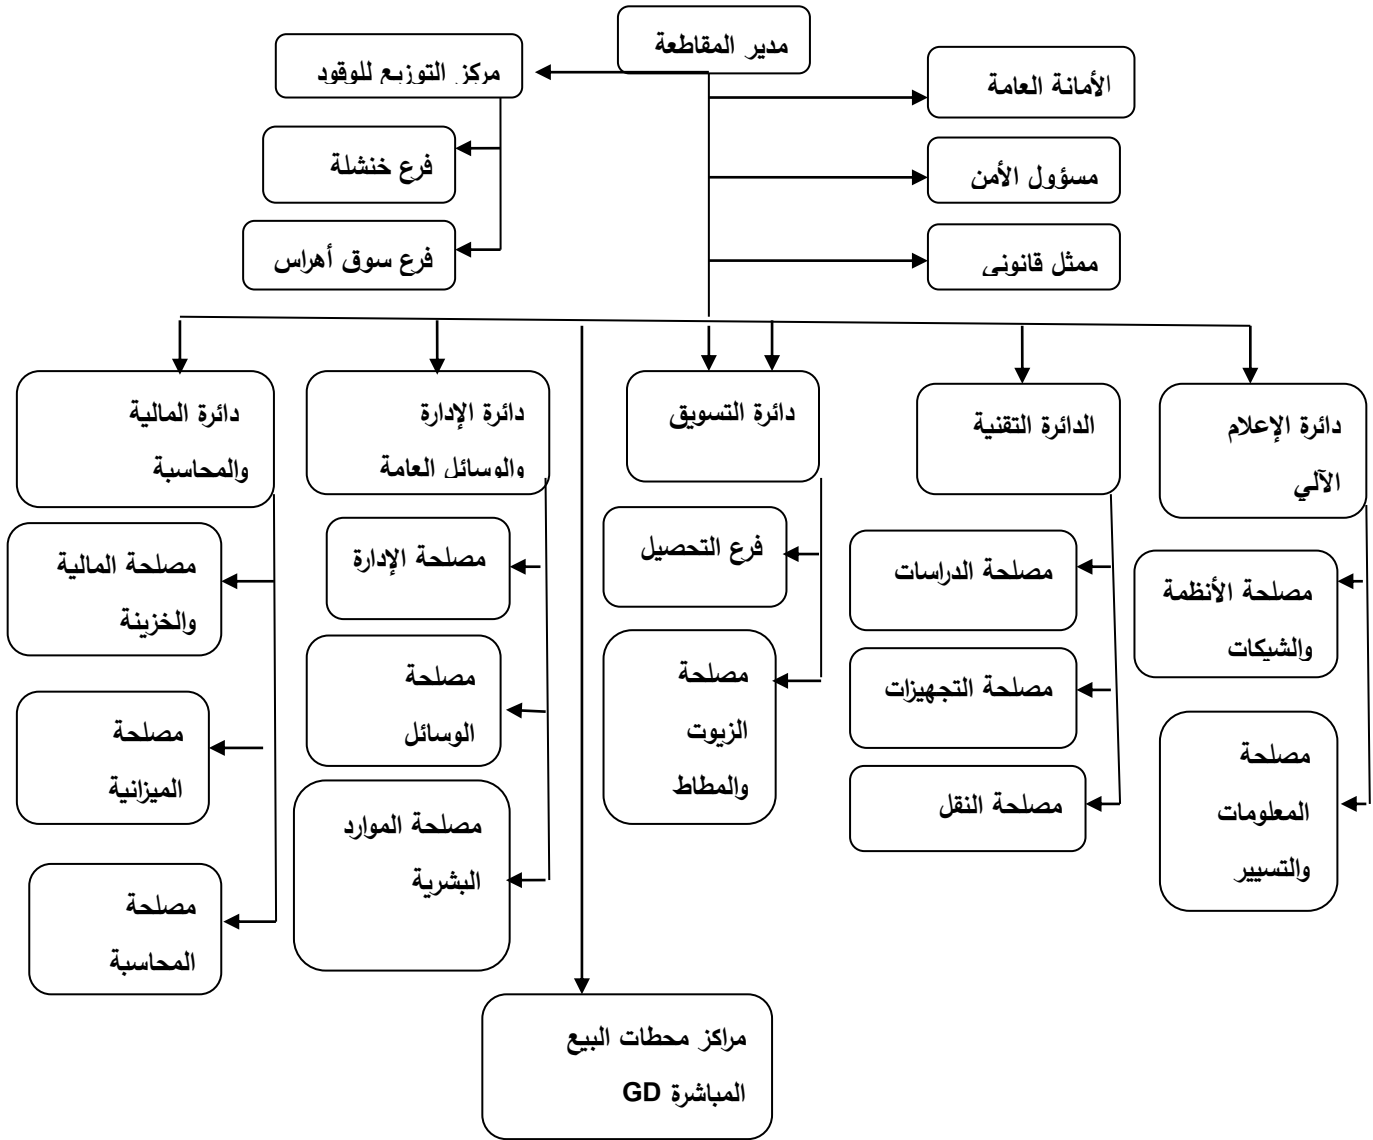 مدير المقاطعة
مركز التوزيع للوقود
الأمانة العامة
فرع خنشلة
مسؤول الأمن
فرع سوق أهراس
ممثل قانوني
دائرة الإعلام
الآلي
الدائرة التقنية
دائرة التسويق
دائرة الإدارة
والوسائل العامة
دائرة المالية
والمحاسبة
مصلحة الأنظمة
والشبكات
مصلحة
المعلومات
والتسيير
مصلحة الدراسات
مصلحة التجهيزات
مصلحة النقل
فرع التحصيل
مصلحة
الزيوت
والمطاط
مصلحة الإدارة
مصلحة
الوسائل
مصلحة الموارد
البشرية
مصلحة المالية
والخزينة
مصلحة
الميزانية
مصلحة
المحاسبة
مراكز محطات البيع
المباشرة GD